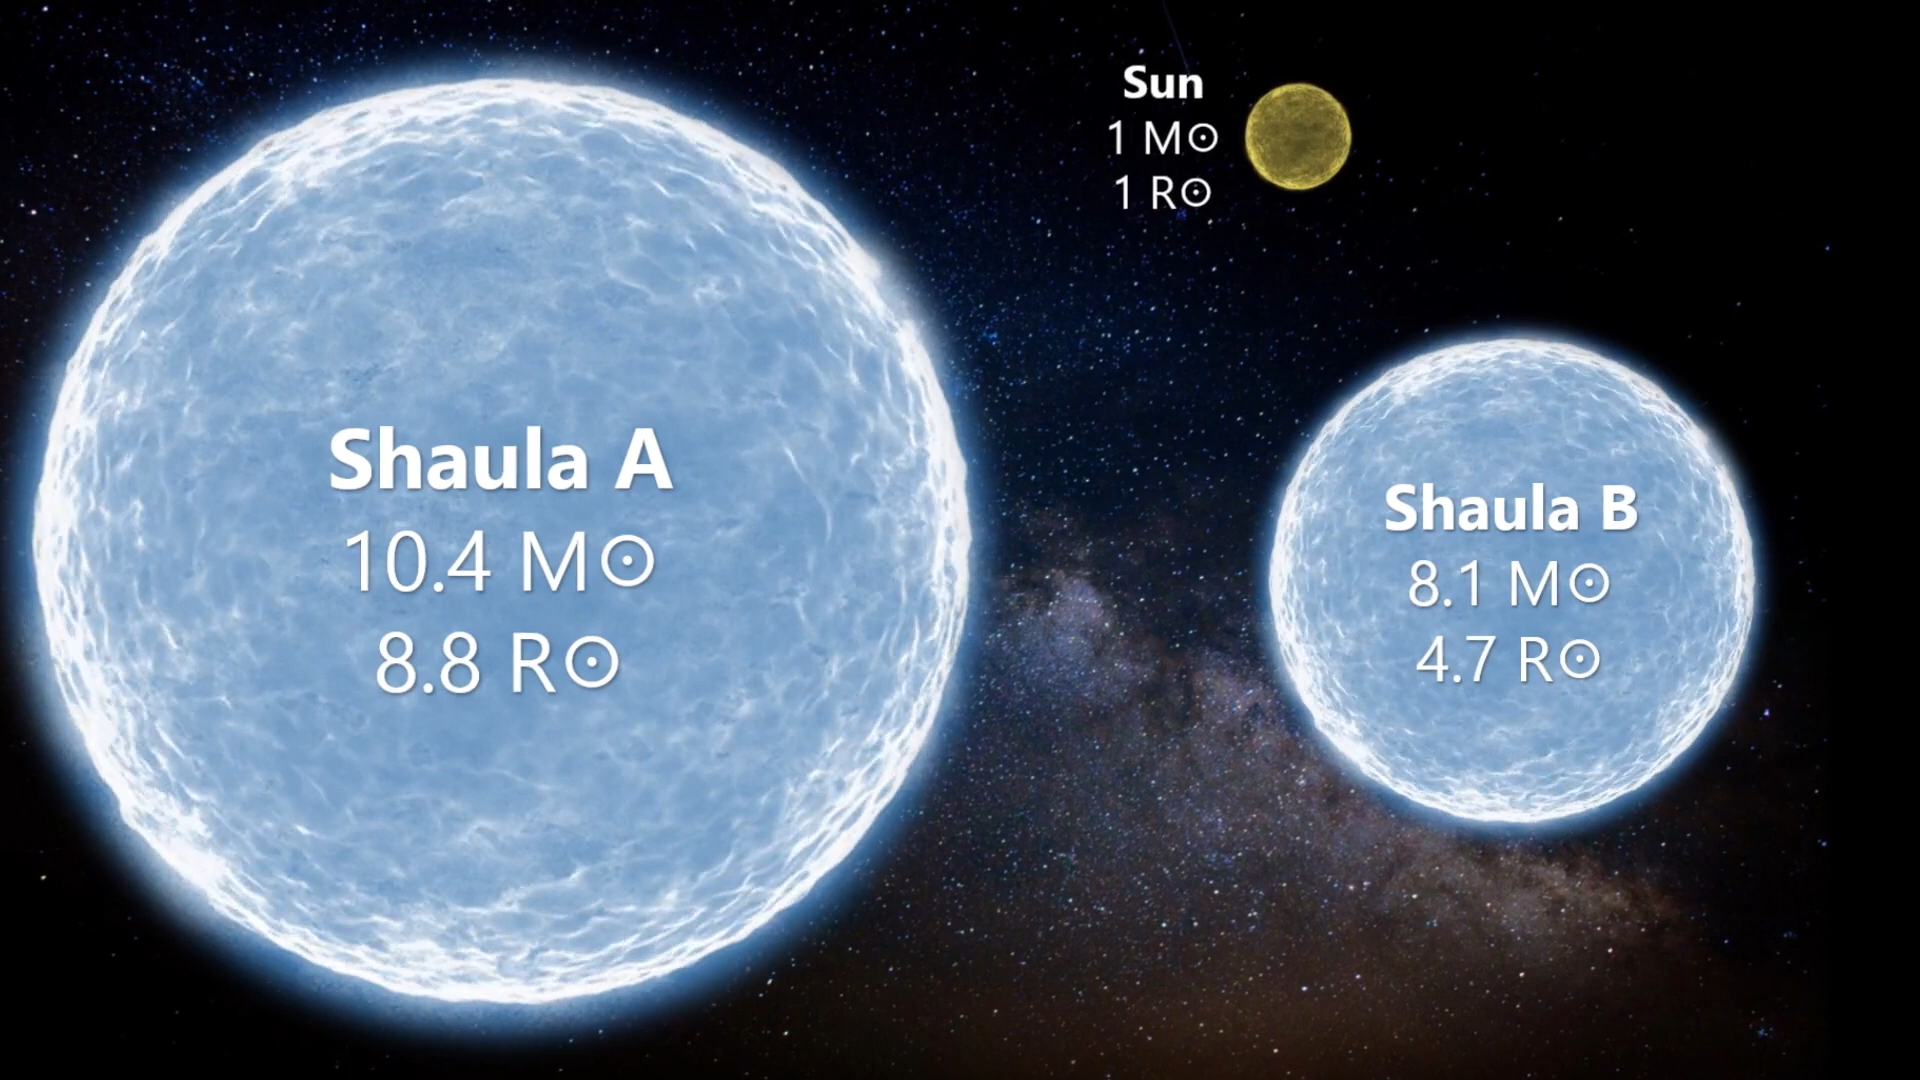 Sun
1 M☉
1 R☉
Shaula A
10.4 M☉
8.8 R☉
Shaula B
8.1 M☉
4.7 R☉